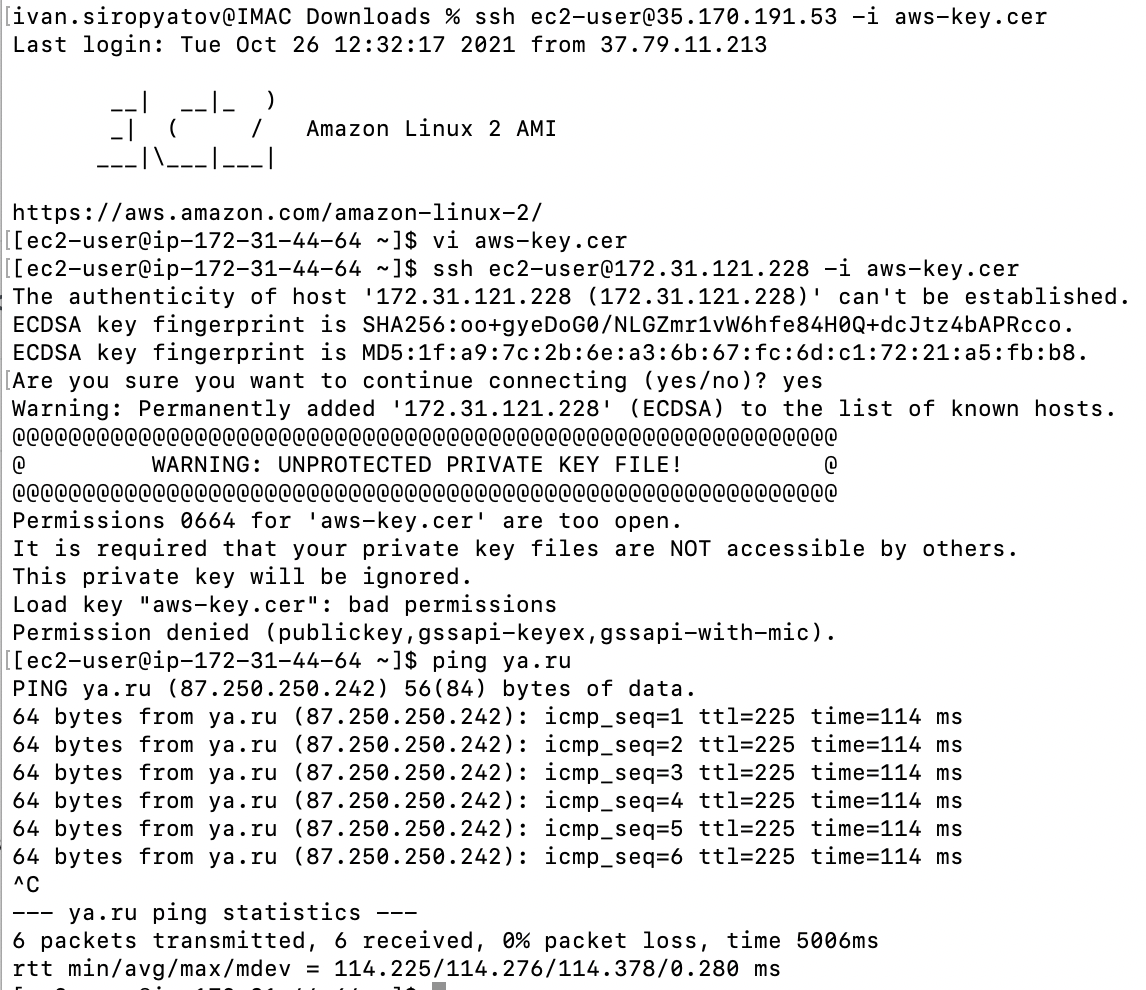 [ivan.siropyatov@IMAC Downloads % ssh ec2-user@35.170.191.53 -i aws-key.cer
Last login: Tue Oct 26 12:32:17 2021 from 37.79.11.213
       __|  __|_  )
       _|  (     /   Amazon Linux 2 AMI
      ___|\___|___|
https://aws.amazon.com/amazon-linux-2/
[[ec2-user@ip-172-31-44-64 ~]$ vi aws-key.cer
[[ec2-user@ip-172-31-44-64 ~]$ ssh ec2-user@172.31.121.228 -i aws-key.cer
The authenticity of host '172.31.121.228 (172.31.121.228)' can't be established.
ECDSA key fingerprint is SHA256:oo+gyeDoG0/NLGZmr1vW6hfe84H0Q+dcJtz4bAPRcco.
ECDSA key fingerprint is MD5:1f:a9:7c:2b:6e:a3:6b:67:fc:6d:c1:72:21:a5:fb:b8.
[Are you sure you want to continue connecting (yes/no)? yes
Warning: Permanently added '172.31.121.228' (ECDSA) to the list of known hosts.
@@@@@@@@@@@@@@@@@@@@@@@@@@@@@@@@@@@@@@@@@@@@@@@@@@@@@@@@@@@
@         WARNING: UNPROTECTED PRIVATE KEY FILE!          @
@@@@@@@@@@@@@@@@@@@@@@@@@@@@@@@@@@@@@@@@@@@@@@@@@@@@@@@@@@@
Permissions 0664 for 'aws-key.cer' are too open.
It is required that your private key files are NOT accessible by others.
This private key will be ignored.
Load key "aws-key.cer": bad permissions
Permission denied (publickey,gssapi-keyex,gssapi-with-mic).
[[ec2-user@ip-172-31-44-64 ~]$ ping ya.ru
PING ya.ru (87.250.250.242) 56(84) bytes of data.
64 bytes from ya.ru (87.250.250.242): icmp_seq=1 ttl=225 time=114 ms
64 bytes from ya.ru (87.250.250.242): icmp_seq=2 ttl=225 time=114 ms
64 bytes from ya.ru (87.250.250.242): icmp_seq=3 ttl=225 time=114 ms
64 bytes from ya.ru (87.250.250.242): icmp_seq=4 ttl=225 time=114 ms
64 bytes from ya.ru (87.250.250.242): icmp_seq=5 ttl=225 time=114 ms
64 bytes from ya.ru (87.250.250.242): icmp_seq=6 ttl=225 time=114 ms
^C
--- ya.ru ping statistics ---
6 packets transmitted, 6 received, 0% packet loss, time 5006ms
rtt min/avg/max/mdev = 114.225/114.276/114.378/0.280 ms